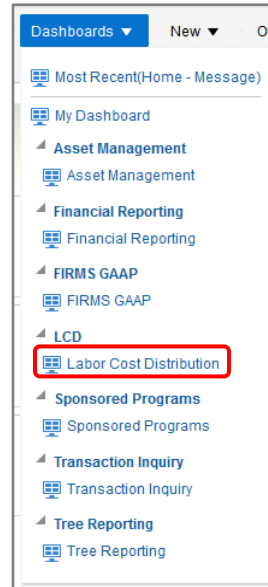 Dashboards ▼ New ▼ O
Most Recent(Home - Message)
My Dashboard
Asset Management
Asset Management
Financial Reporting
Financial Reporting
FIRMS GAAP
FIRMS GAAP
LCD
Labor Cost Distribution
Sponsored Programs
Sponsored Programs
Transaction Inquiry
Transaction Inquiry
Tree Reporting
Tree Reporting